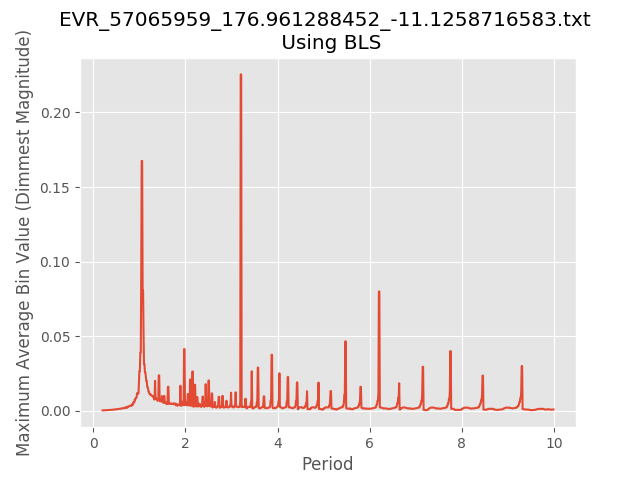 EVR_57065959_176.961288452_-11.1258716583.txt
Using BLS
Maximum Average Bin Value (Dimmest Magnitude)
0.20
0.15
0.10
0.05
0.00
0 2 4 6 8 10
Period